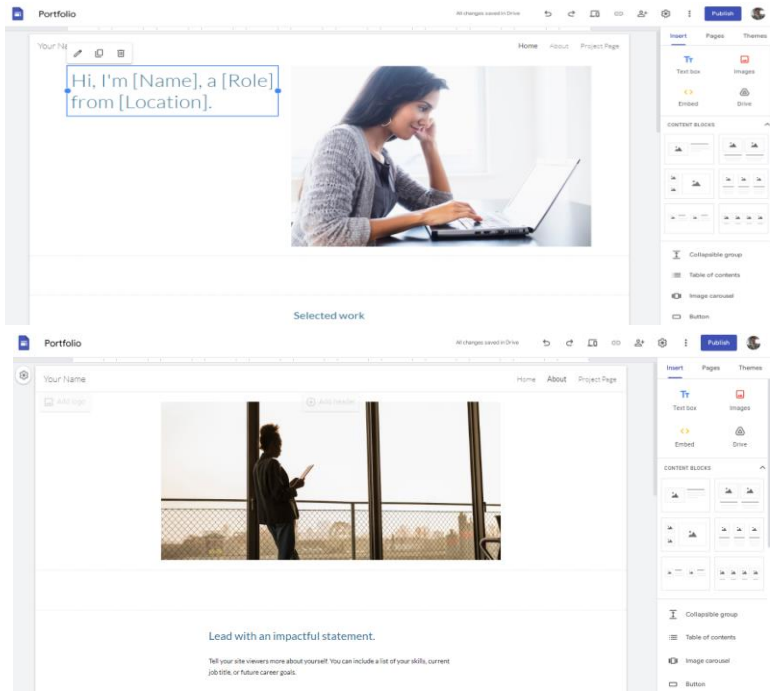 Portfolio
All changes saved in Drive
Publish
Your Na
Home About Project Page
Hi, I'm [Name], a [Role]
from [Location].
Selected work
Insert Pages Themes
Text box Images
Embed Drive
CONTENT BLOCKS
Collapsible group
Table of contents
Image carousel
Button
Portfolio
All changes saved in Drive
Publish
Your Name
Home About Project Page
Add logo
Add header
Lead with an impactful statement.
Tell your site viewers more about yourself. You can include a list of your skills, current
job title, or future career goals.
Insert Pages Themes
Text box Images
Embed Drive
CONTENT BLOCKS
Collapsible group
Table of contents
Image carousel
Button